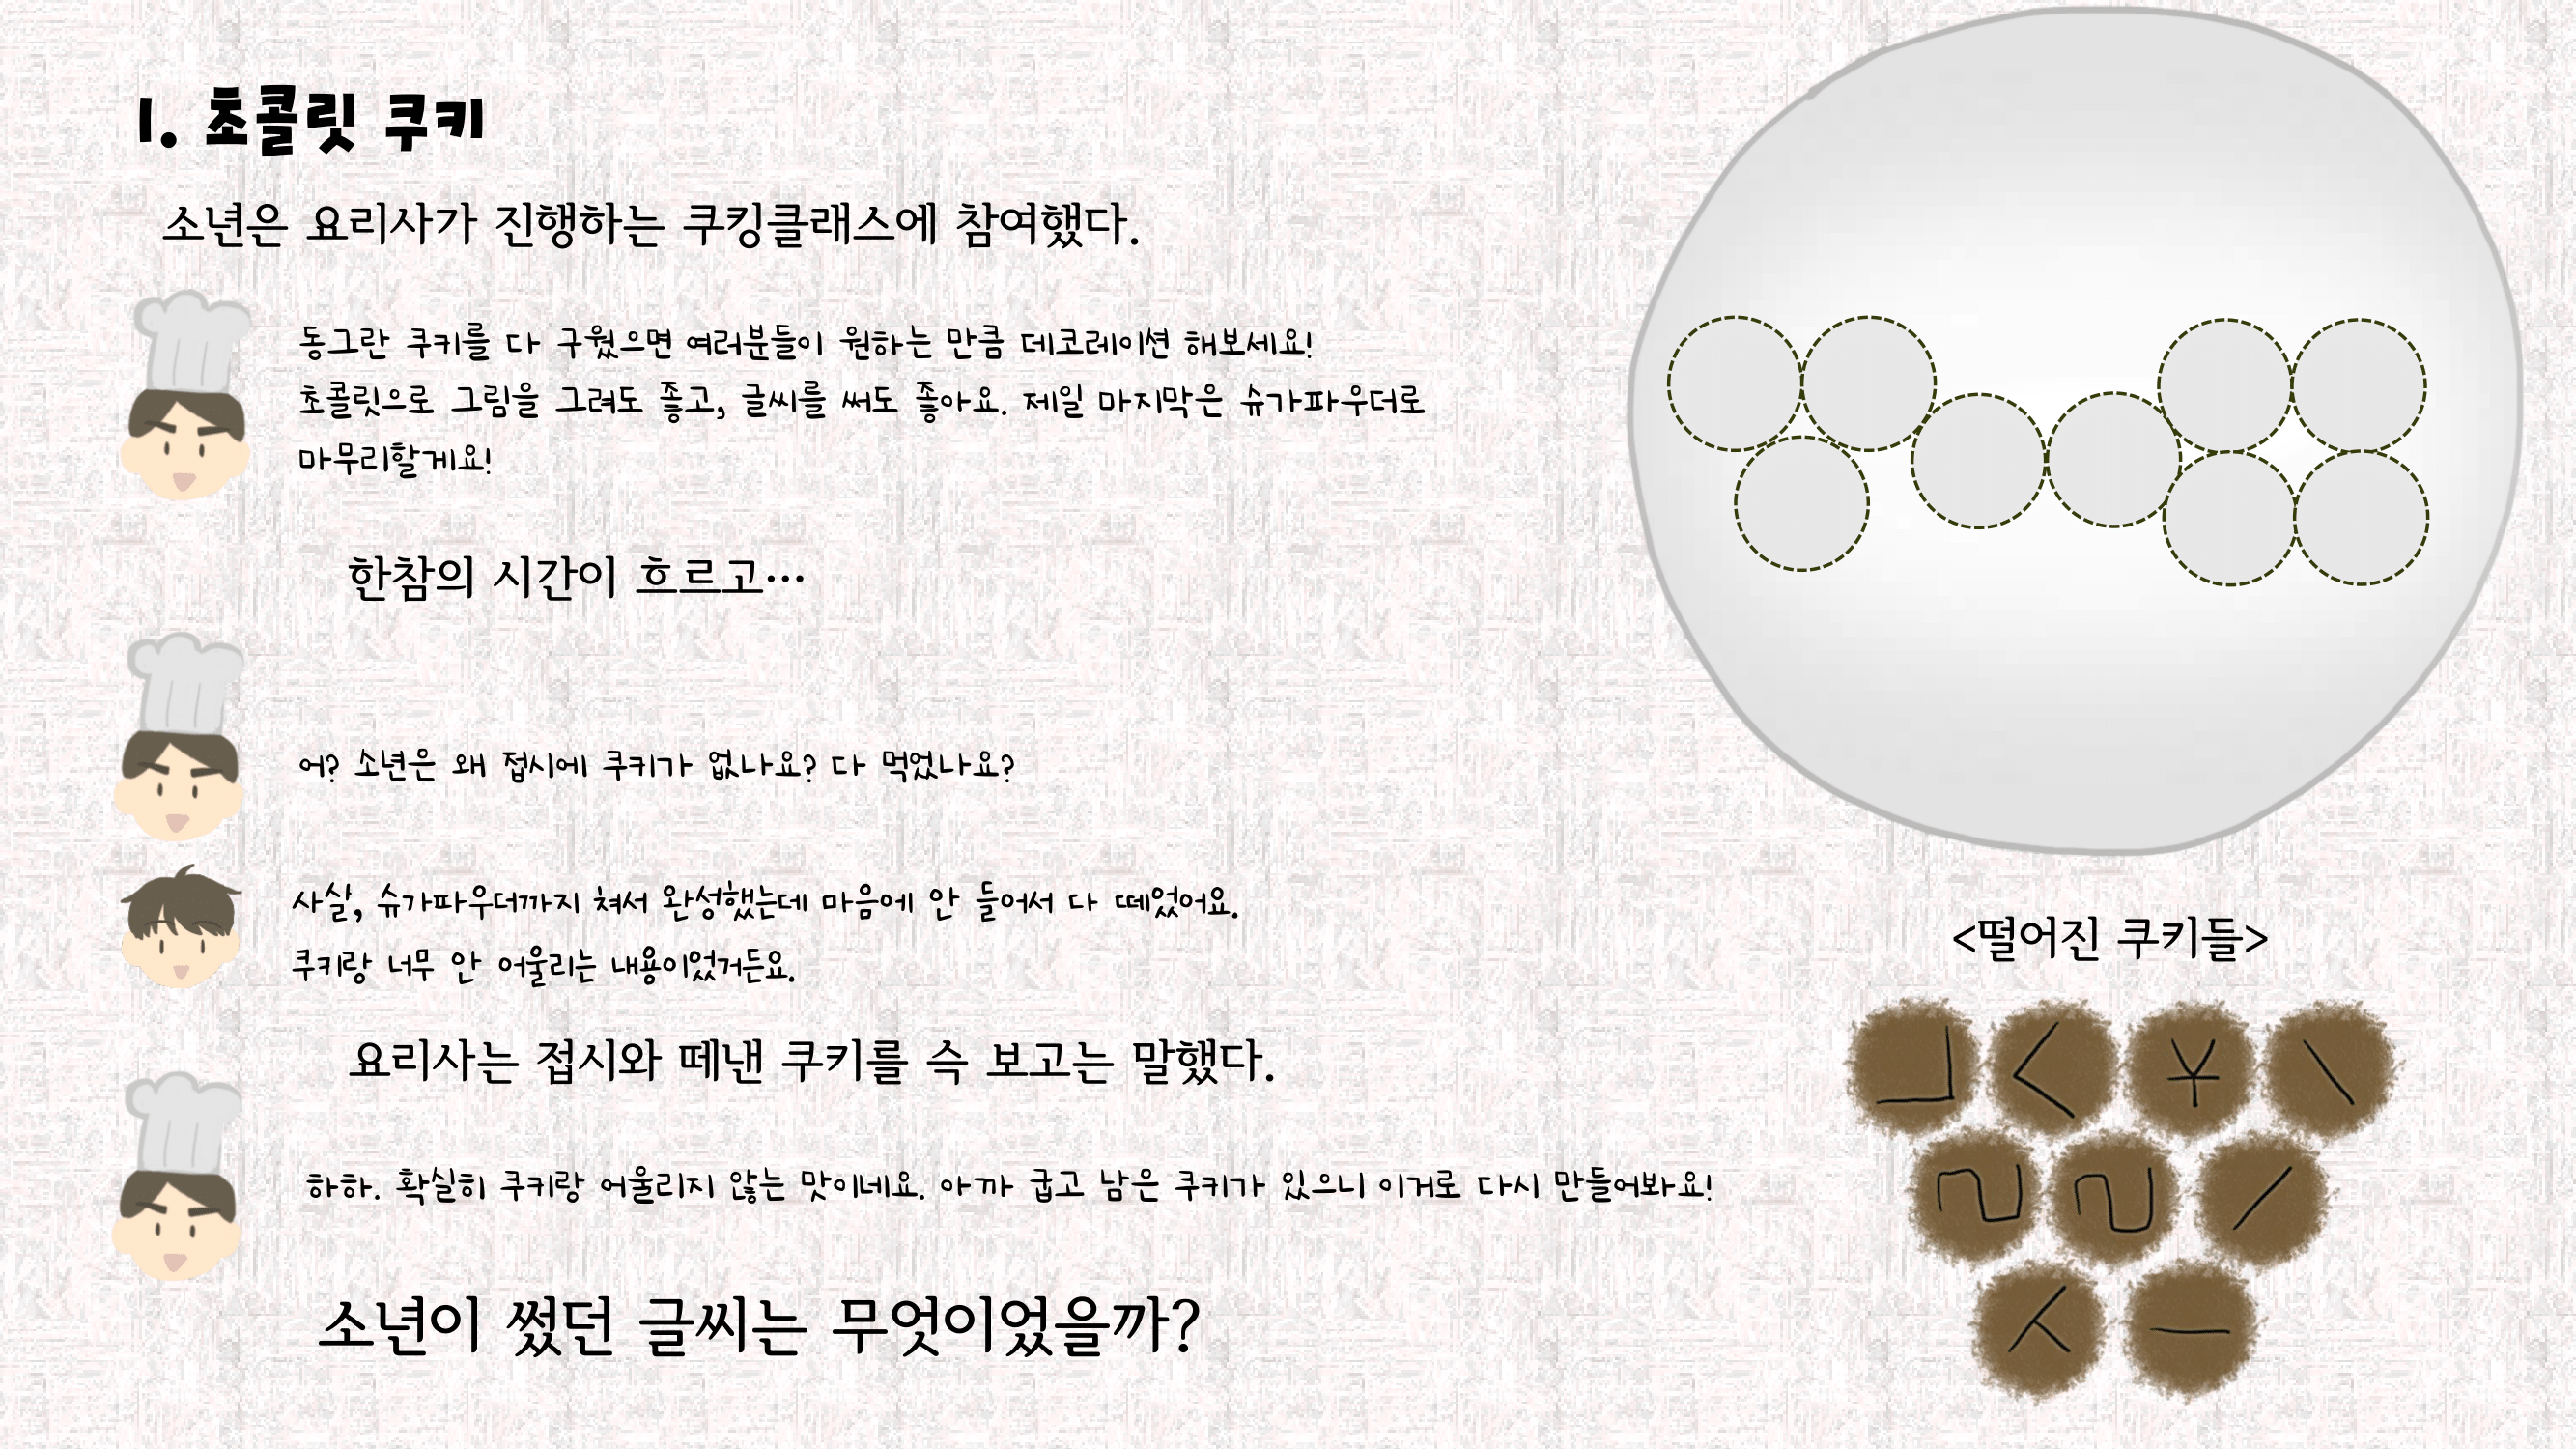 1. 초콜릿 쿠키
소년은 요리사가 진행하는 쿠킹클래스에 참여했다.
동그란 쿠키를 다 구웠으면 여러분들이 원하는 만큼 데코레이션 해보세요!
초콜릿으로 그림을 그려도 좋고, 글씨를 써도 좋아요. 제일 마지막은 슈가파우더로
마무리할게요!
한참의 시간이 흐르고…
어? 소년은 왜 접시에 쿠키가 없나요? 다 먹었나요?
사실, 슈가파우더까지 쳐서 완성했는데 마음에 안 들어서 다 떼었어요.
쿠키랑 너무 안 어울리는 내용이었거든요.
요리사는 접시와 떼낸 쿠키를 슥 보고는 말했다.
하하. 확실히 쿠키랑 어울리지 않는 맛이네요. 아까 굽고 남은 쿠키가 있으니 이거로 다시 만들어봐요!
소년이 썼던 글씨는 무엇이었을까?
<떨어진 쿠키들>